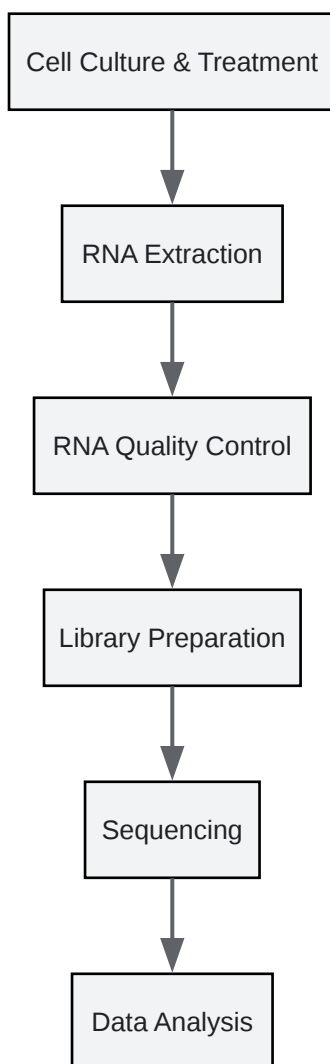 Cell Culture & Treatment
RNA Extraction
RNA Quality Control
Library Preparation
Sequencing
Data Analysis